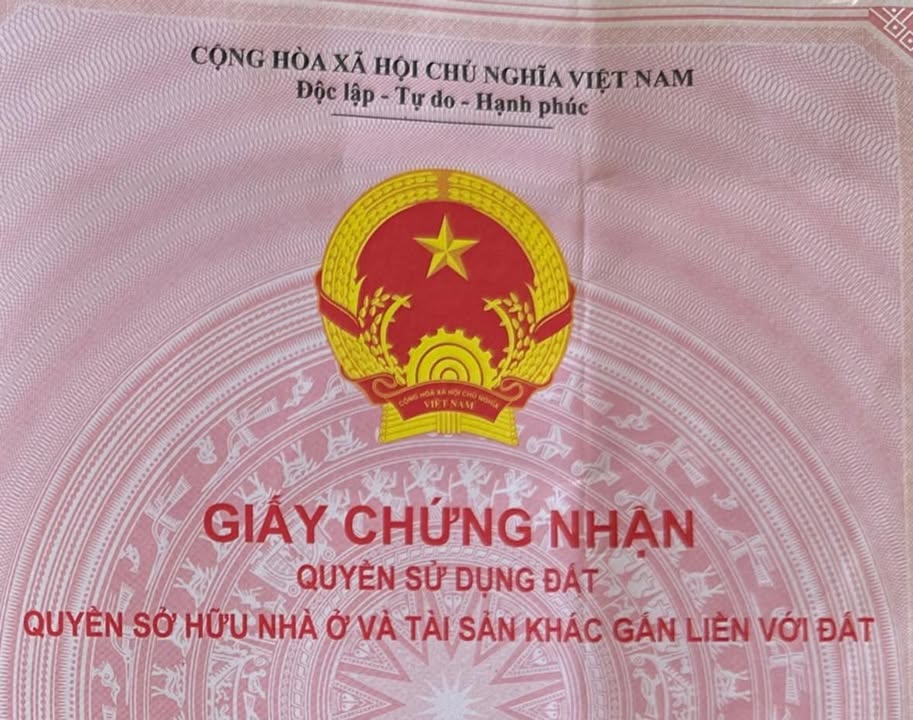 CỘNG HÒA XÃ HỘI CHỦ NGHĨA VIỆT NAM
Độc lập - Tự do - Hạnh phúc
CỘNG HÒA XÃ HỘI CHỦ NGHĨA
VIỆT NAM
GIẤY CHỨNG NHẬN
QUYỀN SỬ DỤNG ĐẤT
QUYỀN SỞ HỮU NHÀ Ở VÀ TÀI SẢN KHÁC GẮN LIỀN VỚI ĐẤT